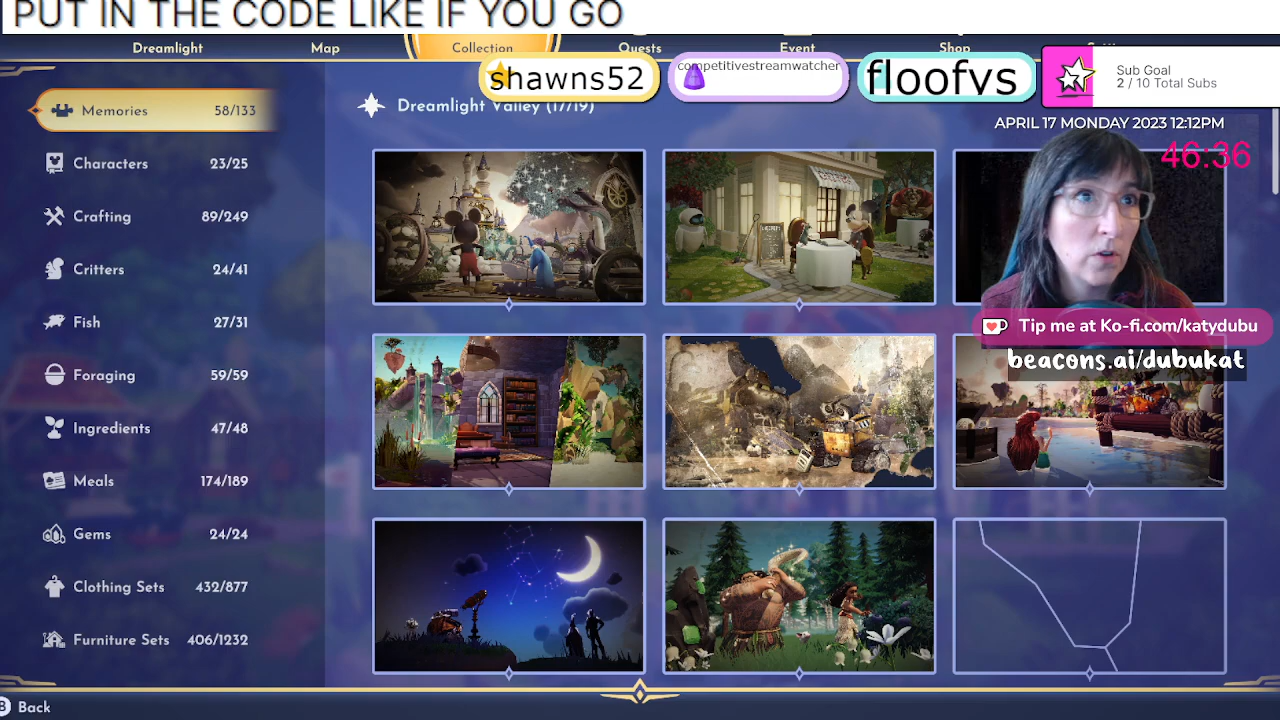 PUT IN THE CODE LIKE IF YOU GO
Dreamlight
Map
Collection
Quests
Event
Shop
shawns52
competitivestreamwatcher
floofys
Sub Goal
2 / 10 Total Subs
Memories 58/133
Dreamlight Valley (17/19)
APRIL 17 MONDAY 2023 12:12PM
46:36
Characters 23/25
Crafting 89/249
Critters 24/41
Fish 27/31
Foraging 59/59
Ingredients 47/48
Meals 174/189
Gems 24/24
Clothing Sets 432/877
Furniture Sets 406/1232
Tip me at Ko-fi.com/katydubu
beacons.ai/dubukat
B Back